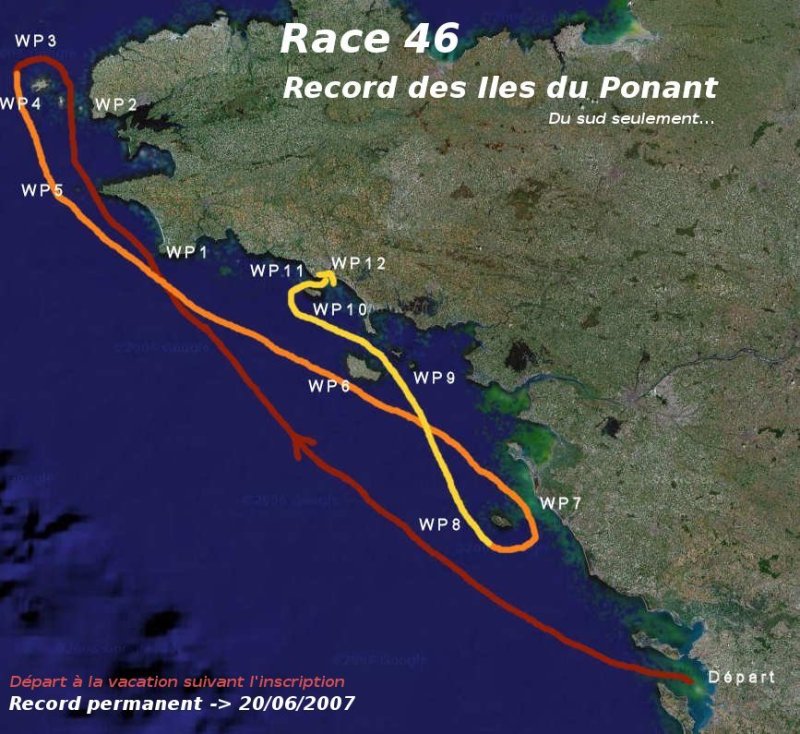 Race 46
Record des Iles du Ponant
Du sud seulement...
WP3
WP4
WP2
WP5
WP1
WP11
WP12
WP10
WP6
WP9
WP7
WP8
Départ
Départ à la vacation suivant l'inscription
Record permanent -> 20/06/2007